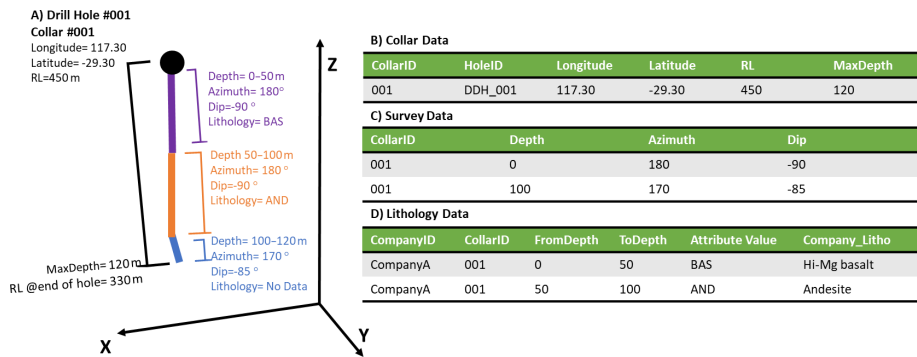 A) Drill Hole #001
Collar #001
Longitude= 117.30
Latitude= -29.30
RL=450 m
Depth= 0–50 m
Azimuth= 180°
Dip=-90 °
Lithology= BAS
Depth 50–100 m
Azimuth= 180 °
Dip=-90 °
Lithology= AND
Depth= 100–120 m
Azimuth= 170 °
Dip=-85 °
Lithology= No Data
MaxDepth= 120 m
RL @end of hole= 330 m
Z
X
Y
B) Collar Data
CollarID HoleID Longitude Latitude RL MaxDepth
001 DDH_001 117.30 -29.30 450 120
C) Survey Data
CollarID Depth Azimuth Dip
001 0 180 -90
001 100 170 -85
D) Lithology Data
CompanyID CollarID FromDepth ToDepth Attribute Value Company_Litho
CompanyA 001 0 50 BAS Hi-Mg basalt
CompanyA 001 50 100 AND Andesite